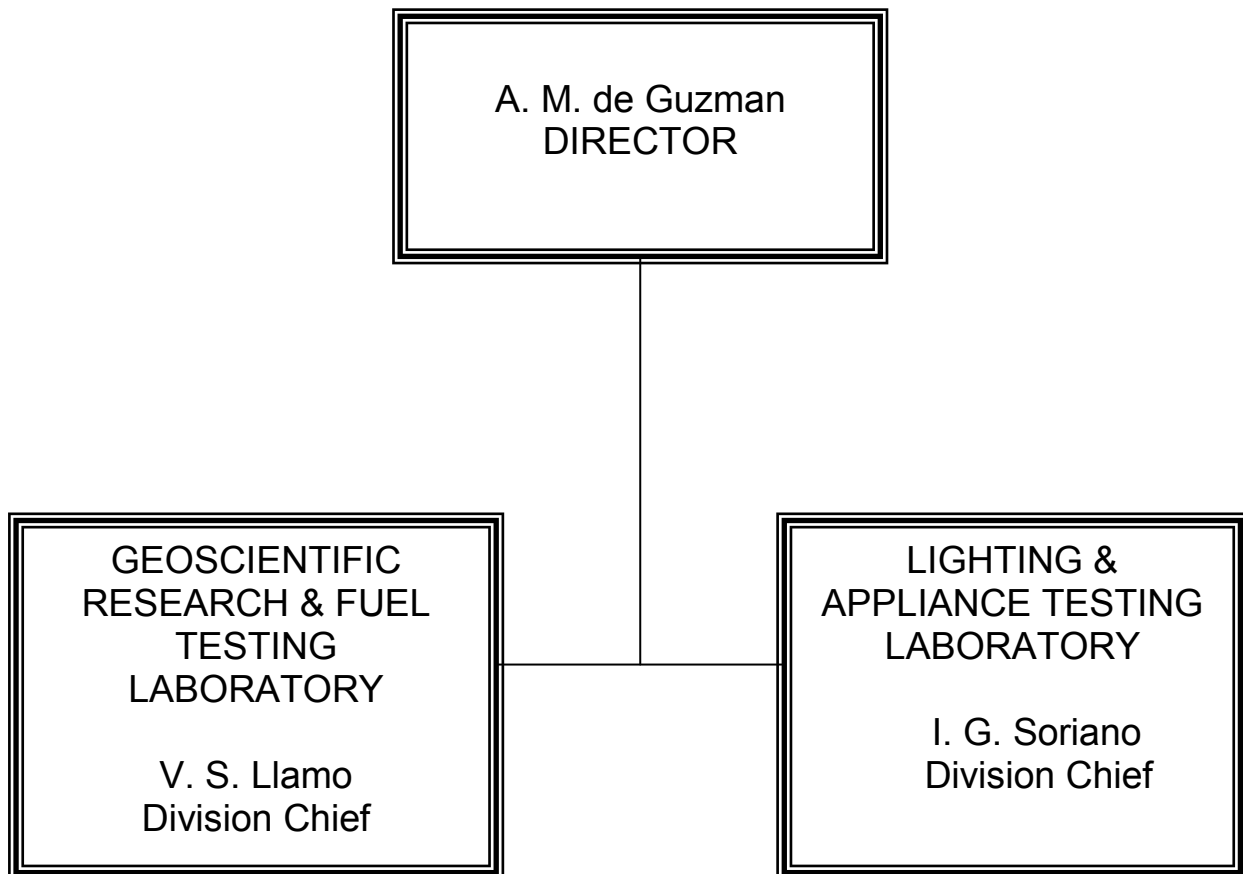 A. M. de Guzman
DIRECTOR
GEOSCIENTIFIC
RESEARCH & FUEL
TESTING
LABORATORY
V. S. Llamo
Division Chief
LIGHTING &
APPLIANCE TESTING
LABORATORY
I. G. Soriano
Division Chief